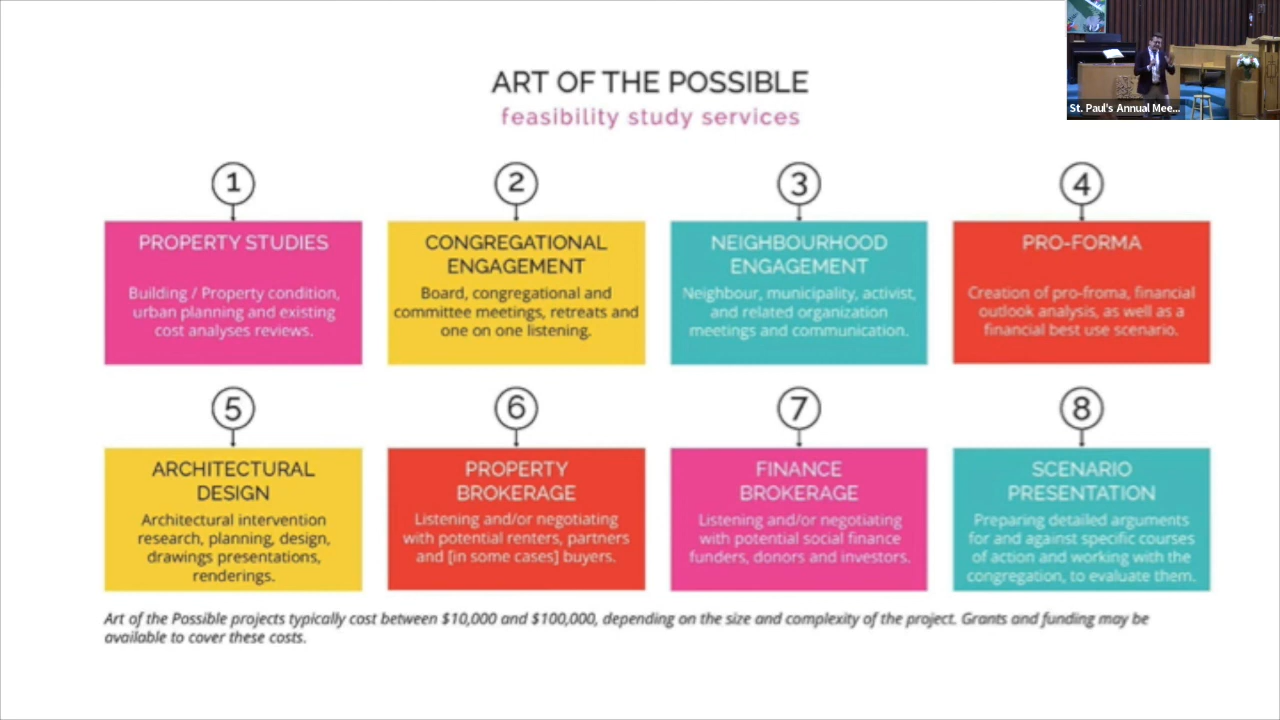 ART OF THE POSSIBLE
feasibility study services
St. Paul's Annual Mee...
1
PROPERTY STUDIES
Building / Property condition,
urban planning and existing
cost analyses reviews.
2
CONGREGATIONAL
ENGAGEMENT
Board, congregational and
committee meetings, retreats and
one on one listening.
3
NEIGHBOURHOOD
ENGAGEMENT
Neighbour, municipality, activist,
and related organization
meetings and communication.
4
PRO-FORMA
Creation of pro-froma, financial
outlook analysis, as well as a
financial best use scenario.
5
ARCHITECTURAL
DESIGN
Architectural intervention
research, planning, design,
drawings presentations,
renderings.
6
PROPERTY
BROKERAGE
Listening and/or negotiating
with potential renters, partners
and [in some cases] buyers.
7
FINANCE
BROKERAGE
Listening and/or negotiating
with potential social finance
funders, donors and investors.
8
SCENARIO
PRESENTATION
Preparing detailed arguments
for and against specific courses
of action and working with the
congregation, to evaluate them.
Art of the Possible projects typically cost between $10,000 and $100,000, depending on the size and complexity of the project. Grants and funding may be
available to cover these costs.